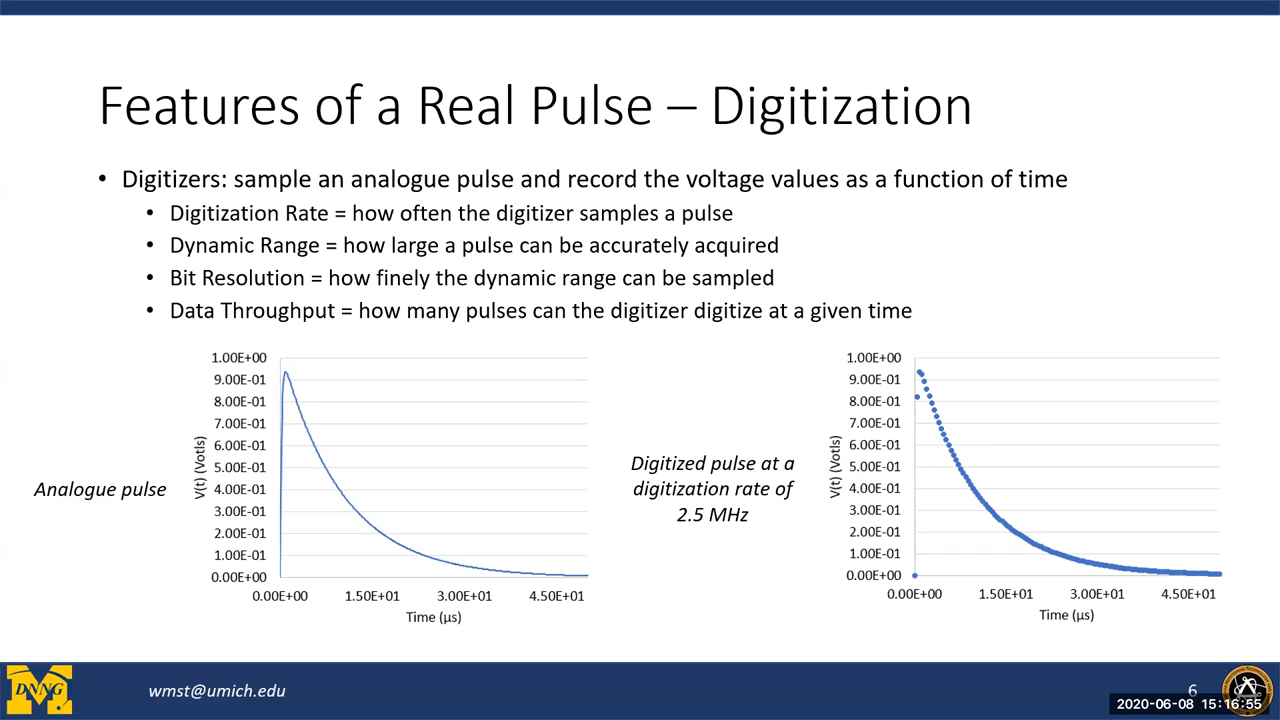 Features of a Real Pulse – Digitization
• Digitizers: sample an analogue pulse and record the voltage values as a function of time
• Digitization Rate = how often the digitizer samples a pulse
• Dynamic Range = how large a pulse can be accurately acquired
• Bit Resolution = how finely the dynamic range can be sampled
• Data Throughput = how many pulses can the digitizer digitize at a given time
Analogue pulse
V(t) (Votls)
1.00E+00
9.00E-01
8.00E-01
7.00E-01
6.00E-01
5.00E-01
4.00E-01
3.00E-01
2.00E-01
1.00E-01
0.00E+00
0.00E+00 1.50E+01 3.00E+01 4.50E+01
Time (µs)
Digitized pulse at a
digitization rate of
2.5 MHz
V(t) (Votls)
1.00E+00
9.00E-01
8.00E-01
7.00E-01
6.00E-01
5.00E-01
4.00E-01
3.00E-01
2.00E-01
1.00E-01
0.00E+00
0.00E+00 1.50E+01 3.00E+01 4.50E+01
Time (µs)
DNNG
wmst@umich.edu
6
2020-06-08 15:16:55